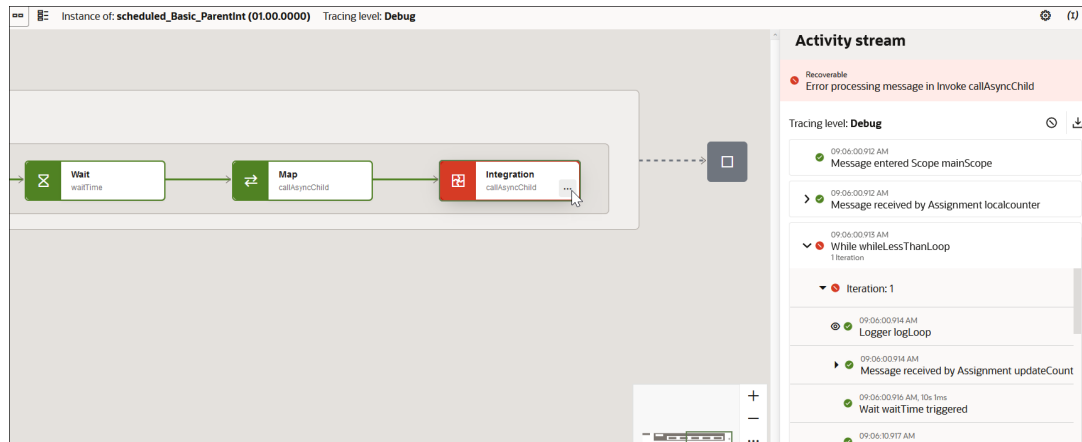 Instance of: scheduled_Basic_ParentInt (01.00.0000) Tracing level: Debug
(x)
Wait
waitTime
Map
callAsyncChild
Integration
callAsyncChild
...
Activity stream
Recoverable
Error processing message in Invoke callAsyncChild
Tracing level: Debug
09:06:00.912 AM
Message entered Scope mainScope
09:06:00.912 AM
Message received by Assignment localcounter
09:06:00.913 AM
While whileLessThanLoop
1 Iteration
Iteration: 1
09:06:00.914 AM
Logger logLoop
09:06:00.914 AM
Message received by Assignment updateCount
09:06:00.916 AM, 10s 1ms
Wait waitTime triggered
09:06:10.917 AM